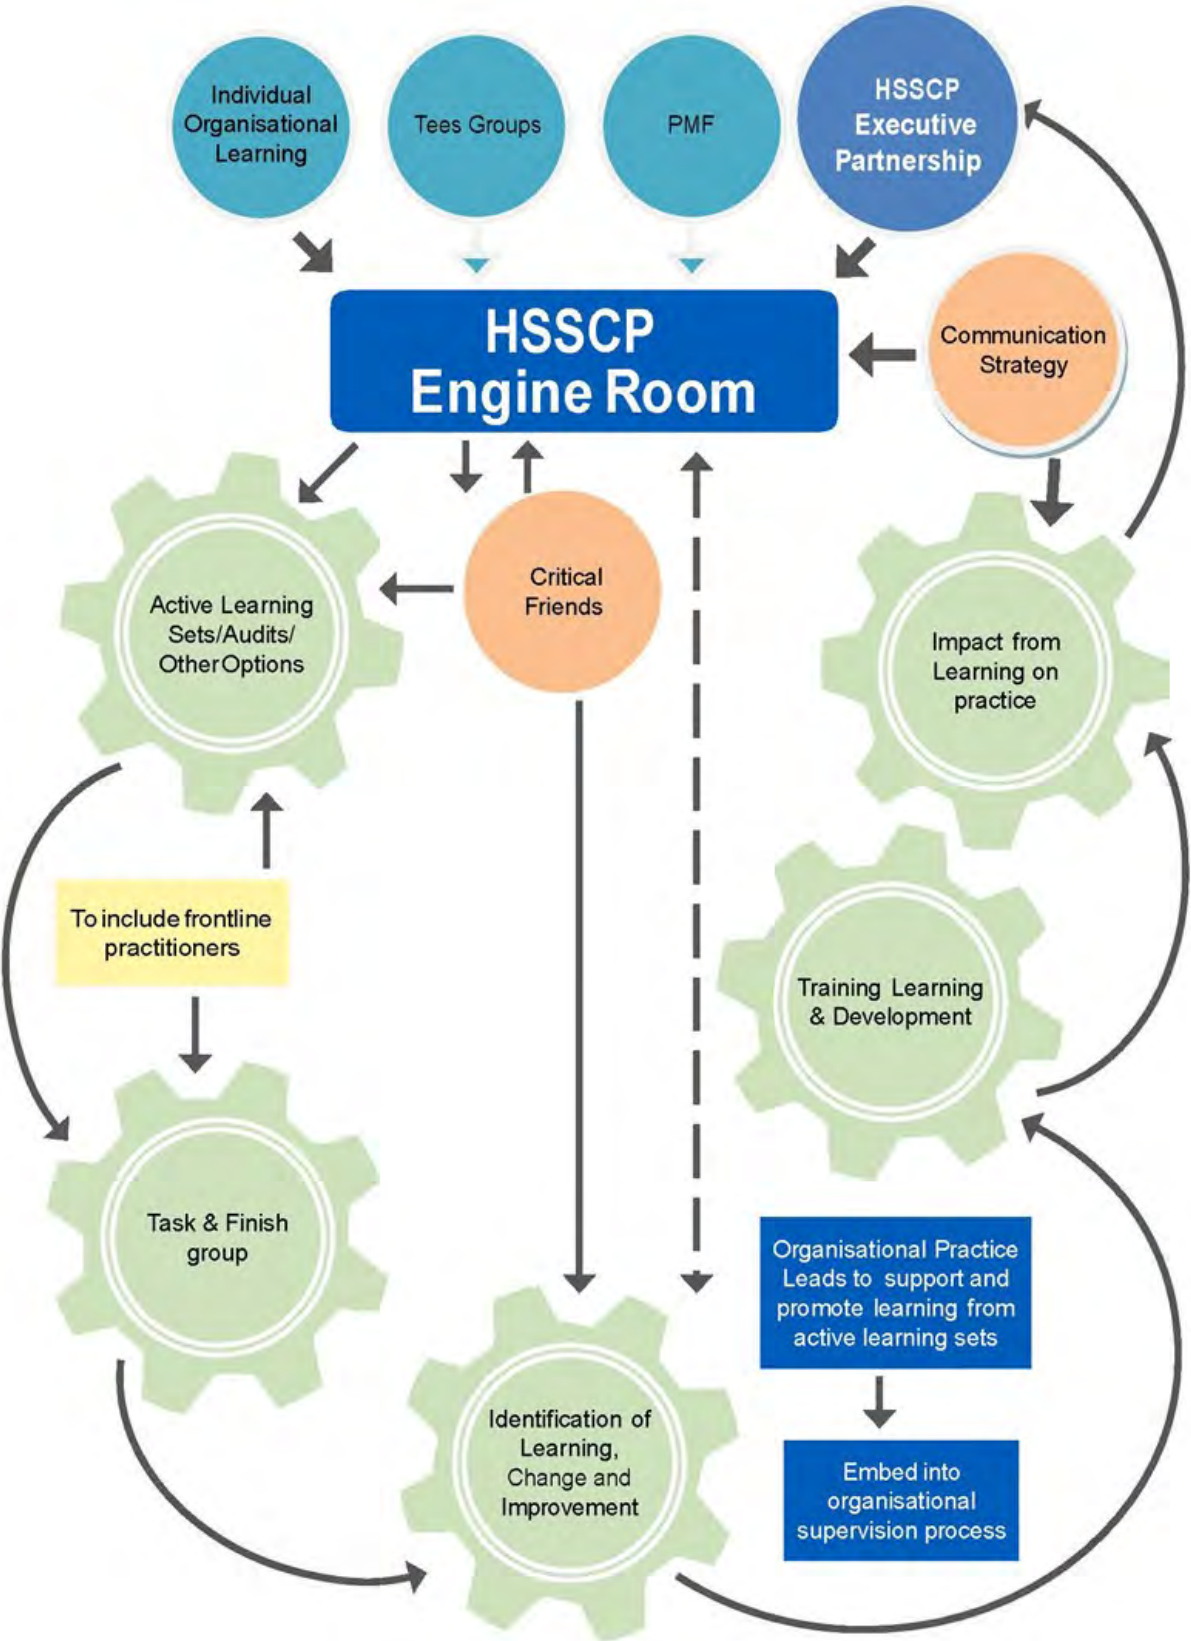 Individual
Organisational
Learning
Tees Groups
PMF
HSSCP
Executive
Partnership
HSSCP
Engine Room
Communication
Strategy
Critical
Friends
Active Learning
Sets/Audits/
Other Options
Impact from
Learning on
practice
To include frontline
practitioners
Training Learning
& Development
Task & Finish
group
Organisational Practice
Leads to support and
promote learning from
active learning sets
Identification of
Learning,
Change and
Improvement
Embed into
organisational
supervision process